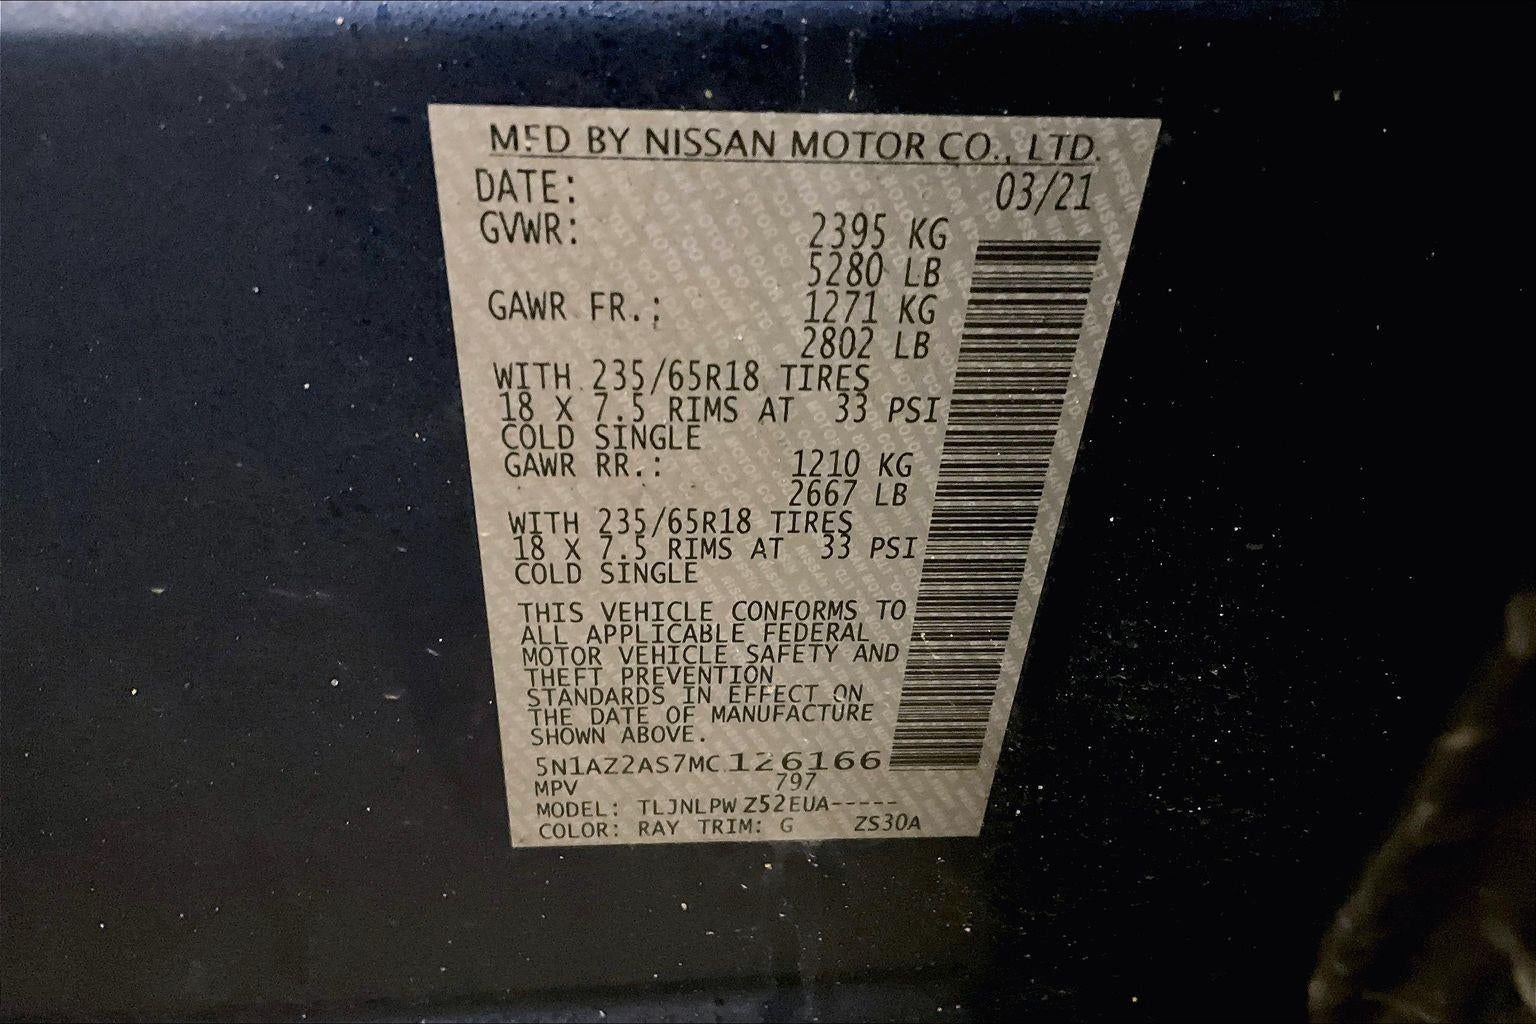 MFD BY NISSAN MOTOR CO., LTD.
DATE: 03/21
GVWR: 2395 KG
5280 LB
GAWR FR.: 1271 KG
2802 LB
WITH 235/65R18 TIRES
18 X 7.5 RIMS AT 33 PSI
COLD SINGLE
GAWR RR.: 1210 KG
2667 LB
WITH 235/65R18 TIRES
18 X 7.5 RIMS AT 33 PSI
COLD SINGLE
THIS VEHICLE CONFORMS TO
ALL APPLICABLE FEDERAL
MOTOR VEHICLE SAFETY AND
THEFT PREVENTION
STANDARDS IN EFFECT ON
THE DATE OF MANUFACTURE
SHOWN ABOVE.
5N1AZ2AS7MC126166
MPV 797
MODEL: TLJNLPW Z52EUA-----
COLOR: RAY TRIM: G ZS30A